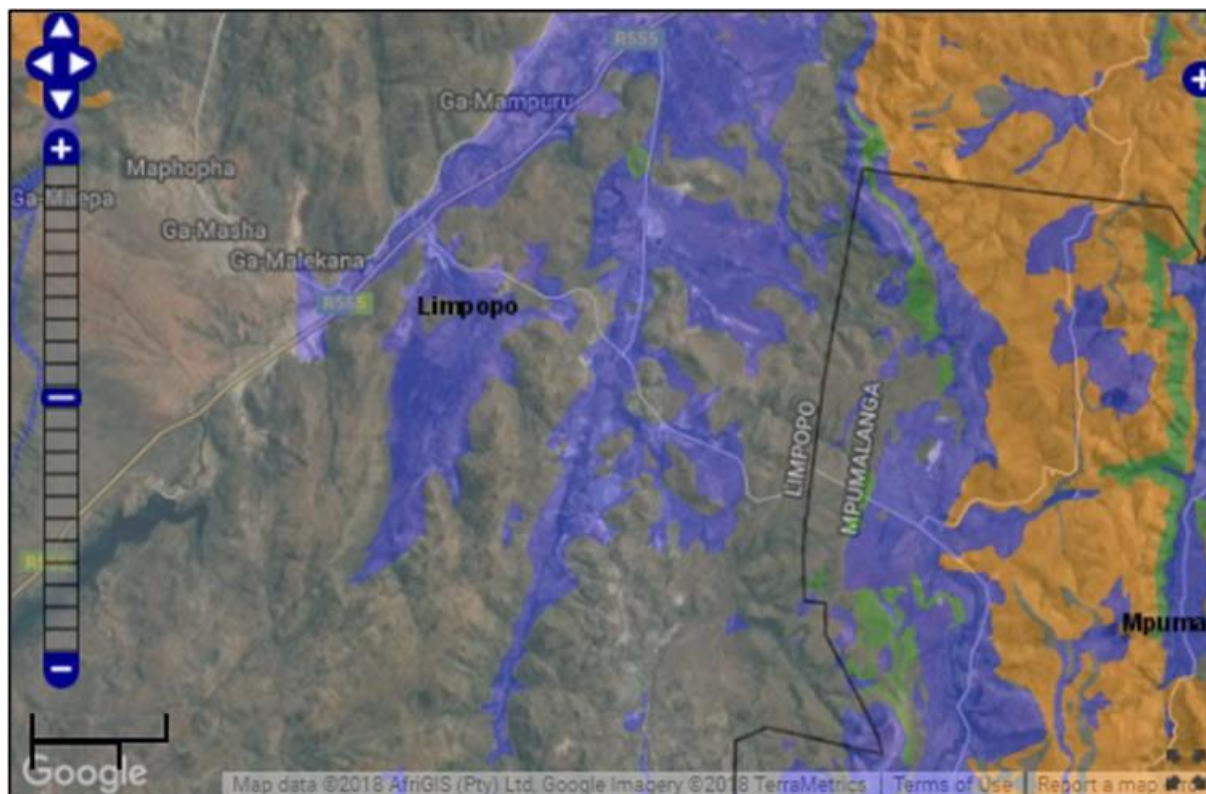 R555
Ga-Mampuru
Maphopha
Ga-Maepa
Ga-Masha
Ga-Malekana
R555
Limpopo
LIMPOPO
MPUMALANGA
Mpuma
Google
Map data ©2018 AfriGIS (Pty) Ltd, Google Imagery ©2018 TerraMetrics
Terms of Use
Report a map